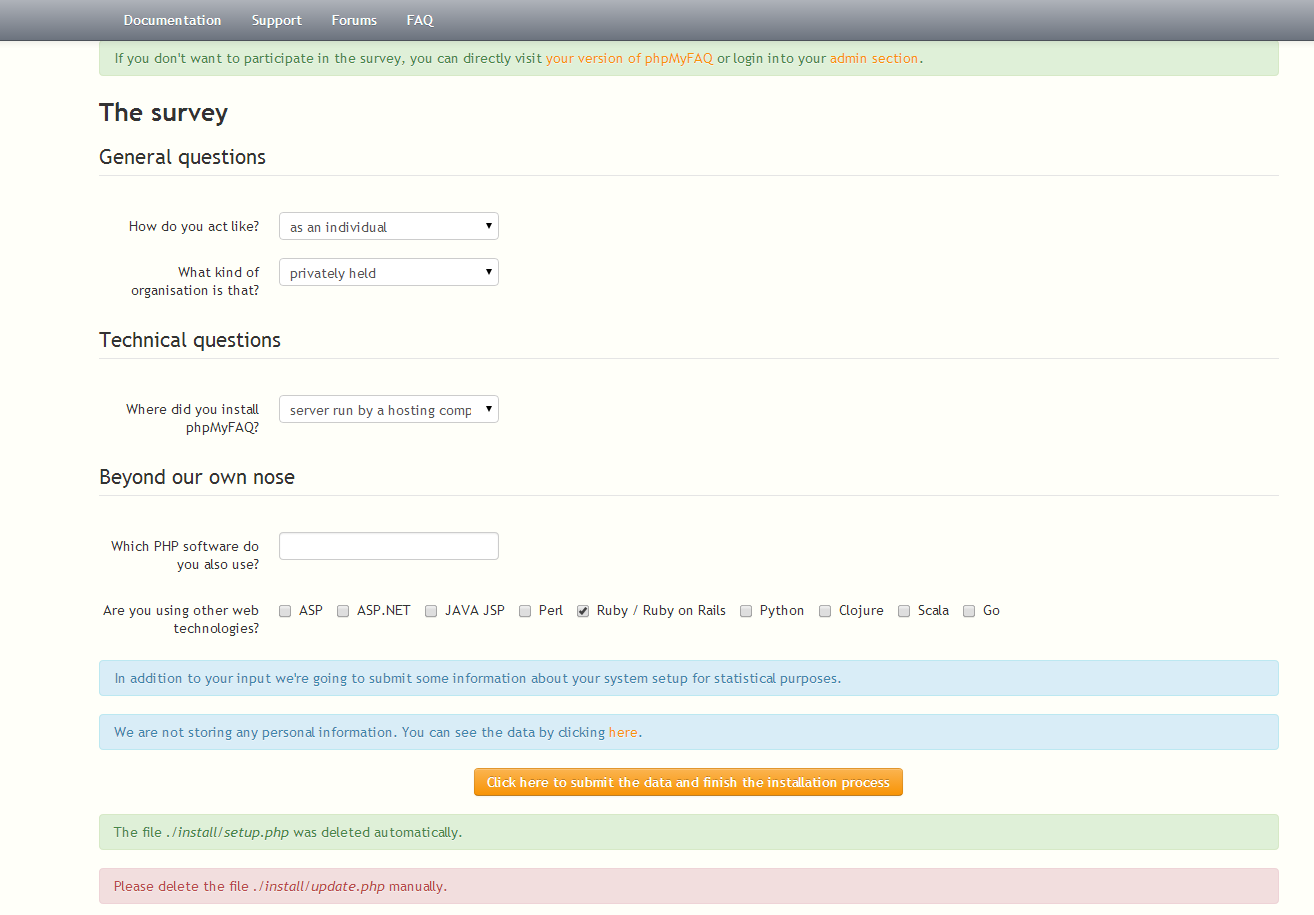 Documentation Support Forums FAQ
If you don't want to participate in the survey, you can directly visit your version of phpMyFAQ or login into your admin section.
The survey
General questions
How do you act like? as an individual
What kind of
organisation is that?
privately held
Technical questions
Where did you install
phpMyFAQ?
server run by a hosting comp
Beyond our own nose
Which PHP software do
you also use?
Are you using other web
technologies?
ASP ASP.NET JAVA JSP Perl Ruby / Ruby on Rails Python Clojure Scala Go
In addition to your input we're going to submit some information about your system setup for statistical purposes.
We are not storing any personal information. You can see the data by clicking here.
Click here to submit the data and finish the installation process
The file ./install/setup.php was deleted automatically.
Please delete the file ./install/update.php manually.